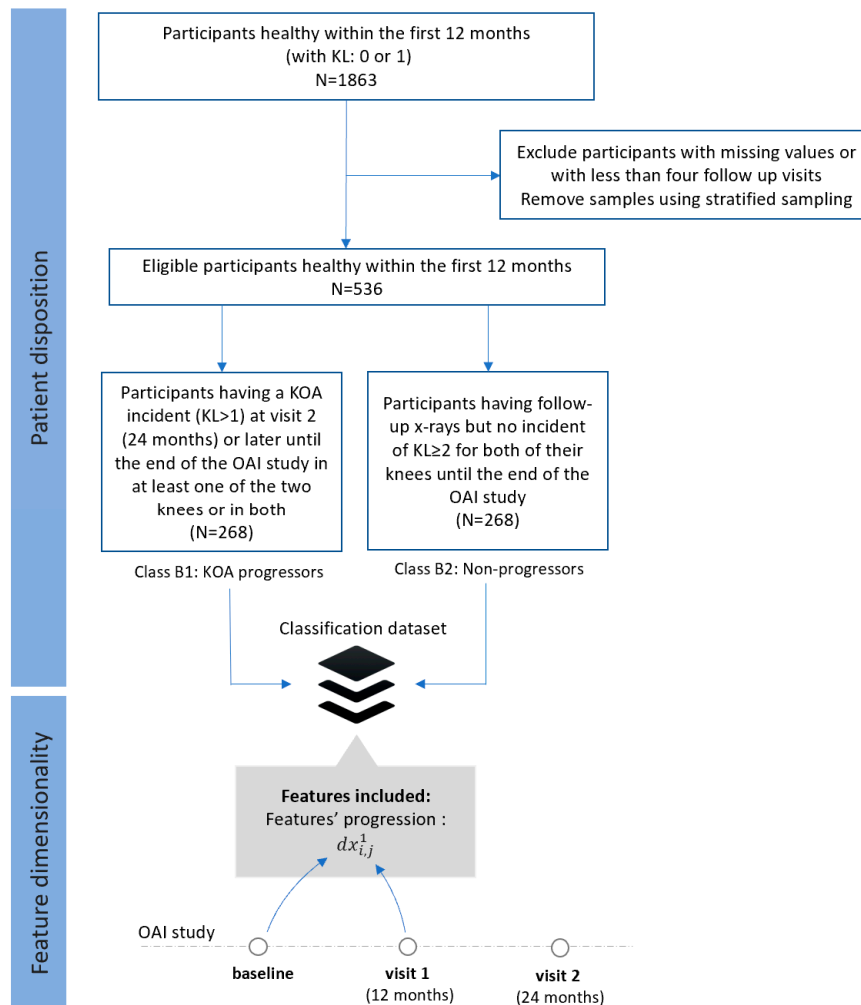 Patient disposition
Participants healthy within the first 12 months
(with KL: 0 or 1)
N=1863
Exclude participants with missing values or
with less than four follow up visits
Remove samples using stratified sampling
Eligible participants healthy within the first 12 months
N=536
Participants having a KOA
incident (KL>1) at visit 2
(24 months) or later until
the end of the OAI study in
at least one of the two
knees or in both
(N=268)
Participants having follow-
up x-rays but no incident
of KL≥2 for both of their
knees until the end of the
OAI study
(N=268)
Class B1: KOA progressors
Class B2: Non-progressors
Classification dataset
Feature dimensionality
Features included:
Features’ progression :
$dx^{1}_{i,j}$
OAI study
baseline
visit 1
(12 months)
visit 2
(24 months)